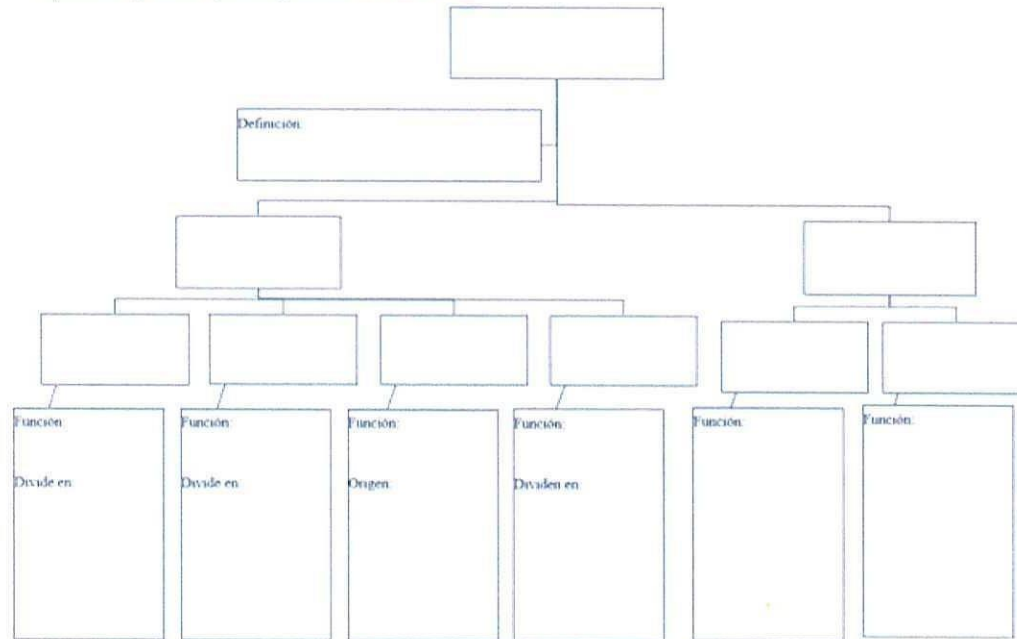 Definición:
Función:
Divide en:
Función:
Divide en:
Función:
Origen:
Función:
Dividen en:
Función:
Función: